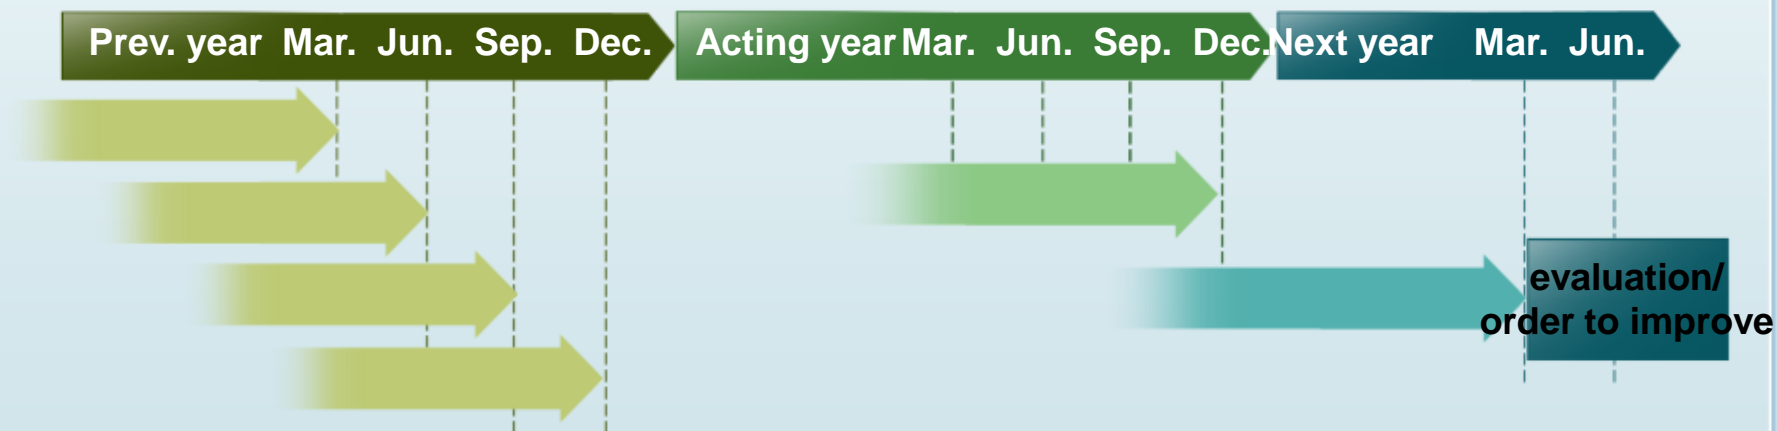 Prev. year Mar. Jun. Sep. Dec. Acting year Mar. Jun. Sep. Dec. Next year Mar. Jun.
evaluation/
order to improve